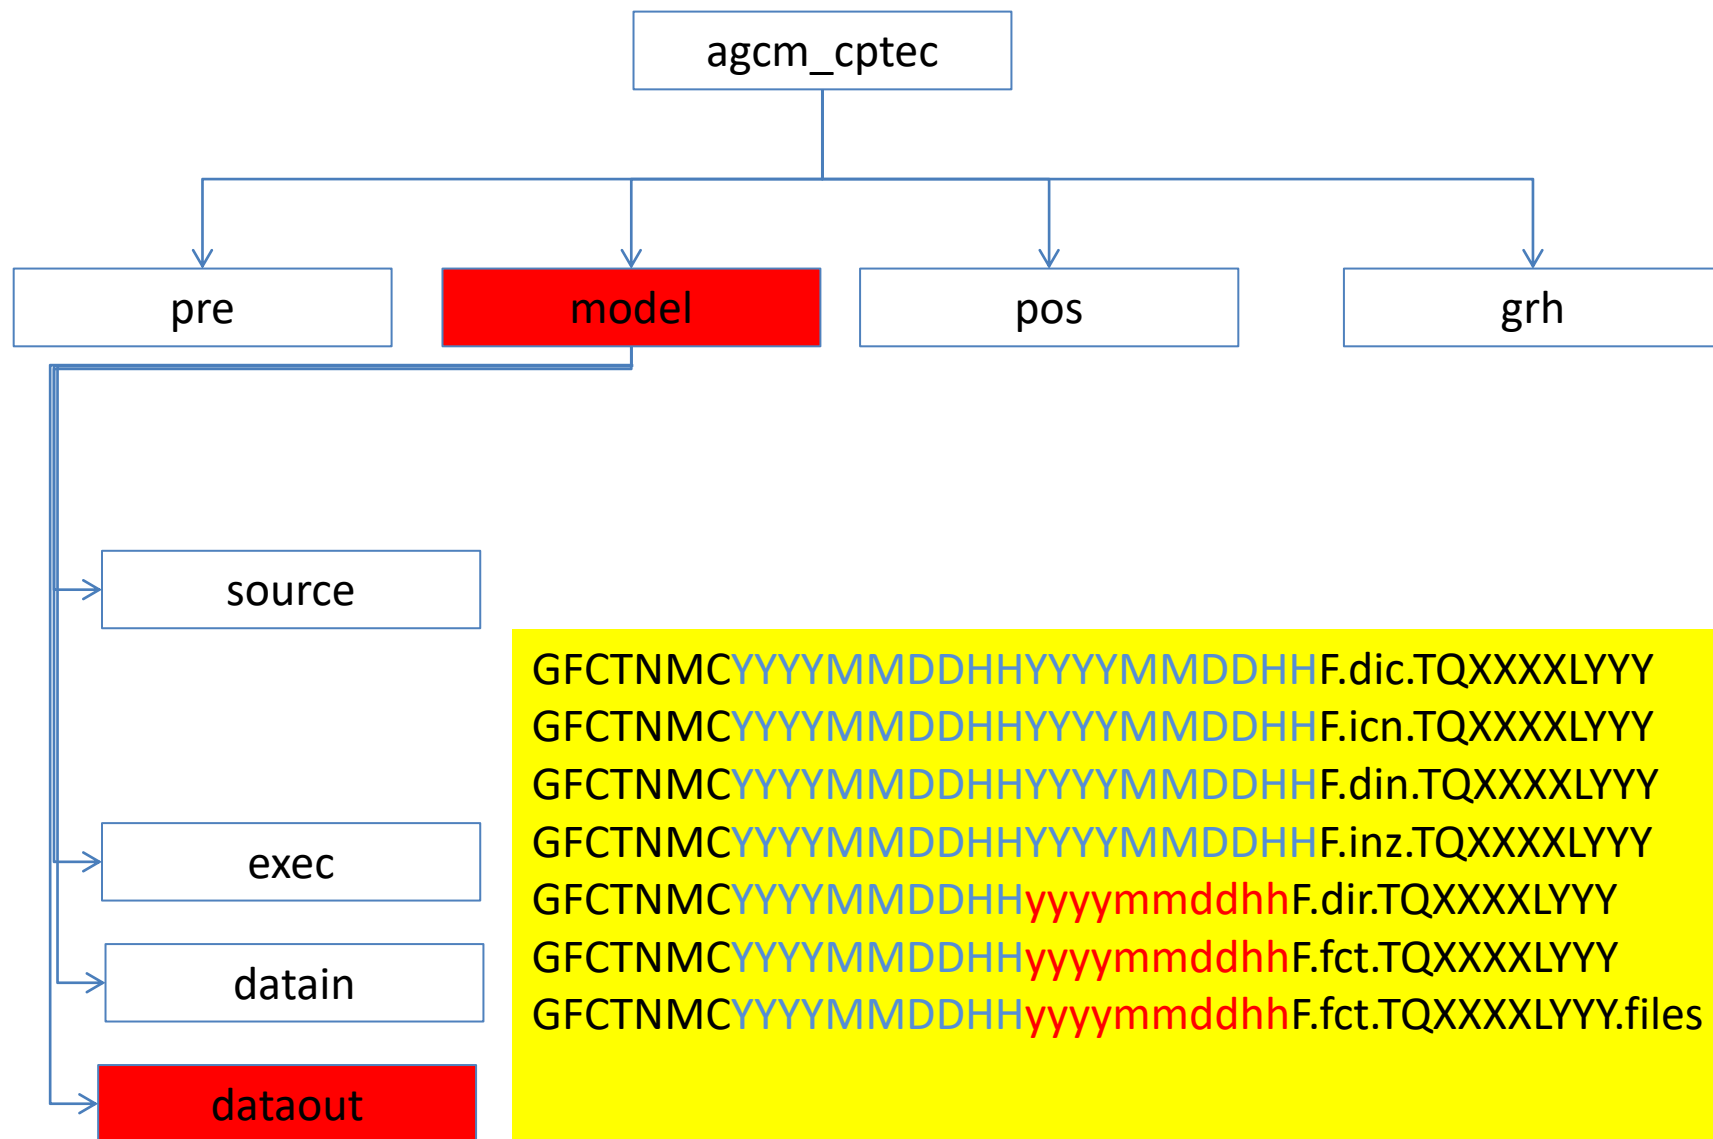 agcm_cptec
pre
model
pos
grh
source
exec
datain
dataout
GFCTNMCYYYYMMDDHHYYYYMMDDHHF.dic.TQXXXXLYYY
GFCTNMCYYYYMMDDHHYYYYMMDDHHF.icn.TQXXXXLYYY
GFCTNMCYYYYMMDDHHYYYYMMDDHHF.din.TQXXXXLYYY
GFCTNMCYYYYMMDDHHYYYYMMDDHHF.inz.TQXXXXLYYY
GFCTNMCYYYYMMDDHHyyyymmddhhF.dir.TQXXXXLYYY
GFCTNMCYYYYMMDDHHyyyymmddhhF.fct.TQXXXXLYYY
GFCTNMCYYYYMMDDHHyyyymmddhhF.fct.TQXXXXLYYY.files